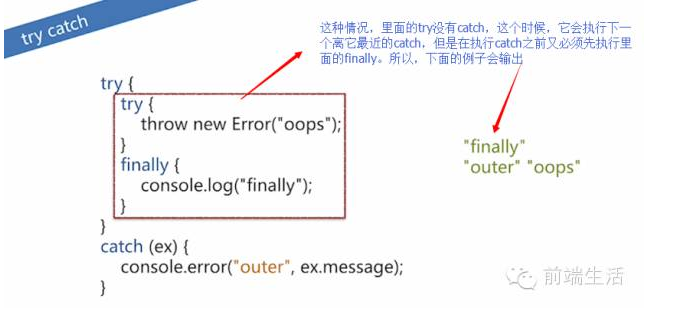 try catch
这种情况，里面的try没有catch，这个时候，它会执行下一
个离它最近的catch，但是在执行catch之前又必须先执行里
面的finally。所以，下面的例子会输出
try {
try {
throw new Error("oops");
}
finally {
console.log("finally");
}
}
catch (ex) {
console.error("outer", ex.message);
}
"finally"
"outer" "oops"
前端生活